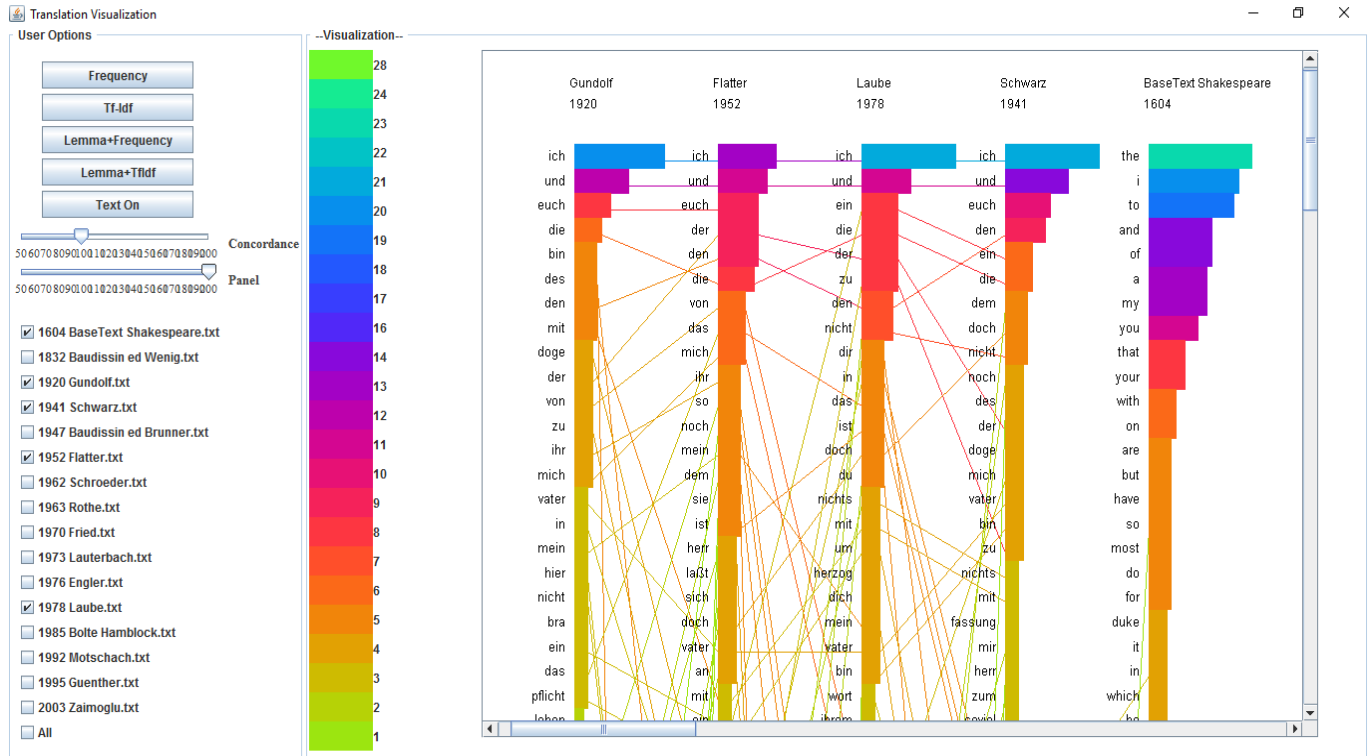 Translation Visualization
User Options
Frequency
Tf-Idf
Lemma+Frequency
Lemma+TfIdf
Text On
Concordance
Panel
1604 BaseText Shakespeare.txt
1832 Baudissin ed Wenig.txt
1920 Gundolf.txt
1941 Schwarz.txt
1947 Baudissin ed Brunner.txt
1952 Flatter.txt
1962 Schroeder.txt
1963 Rothe.txt
1970 Fried.txt
1973 Lauterbach.txt
1976 Engler.txt
1978 Laube.txt
1985 Bolte Hamblock.txt
1992 Motschach.txt
1995 Guenther.txt
2003 Zaimoglu.txt
All
--Visualization--
28
24
23
22
21
20
19
18
17
16
14
13
12
11
10
9
8
7
6
5
4
3
2
1
Gundolf Flatter Laube Schwarz BaseText Shakespeare
1920 1952 1978 1941 1604
ich ich ich ich the
und und und und i
euch euch ein euch to
die der die den and
bin den der ein of
des die zu die a
den von den dem my
mit das nicht doch you
doge mich dir nicht that
der ihr in noch your
von so das des with
zu noch ist der on
ihr mein doch doge are
mich dem du mich but
vater sie nichts vater have
in ist mit bin so
mein herr um zu most
hier laßt herzog nichts do
nicht sich dich mit for
bra doch mein fassung duke
ein vater vater mir it
das an bin herr in
pflicht mit wort zum which